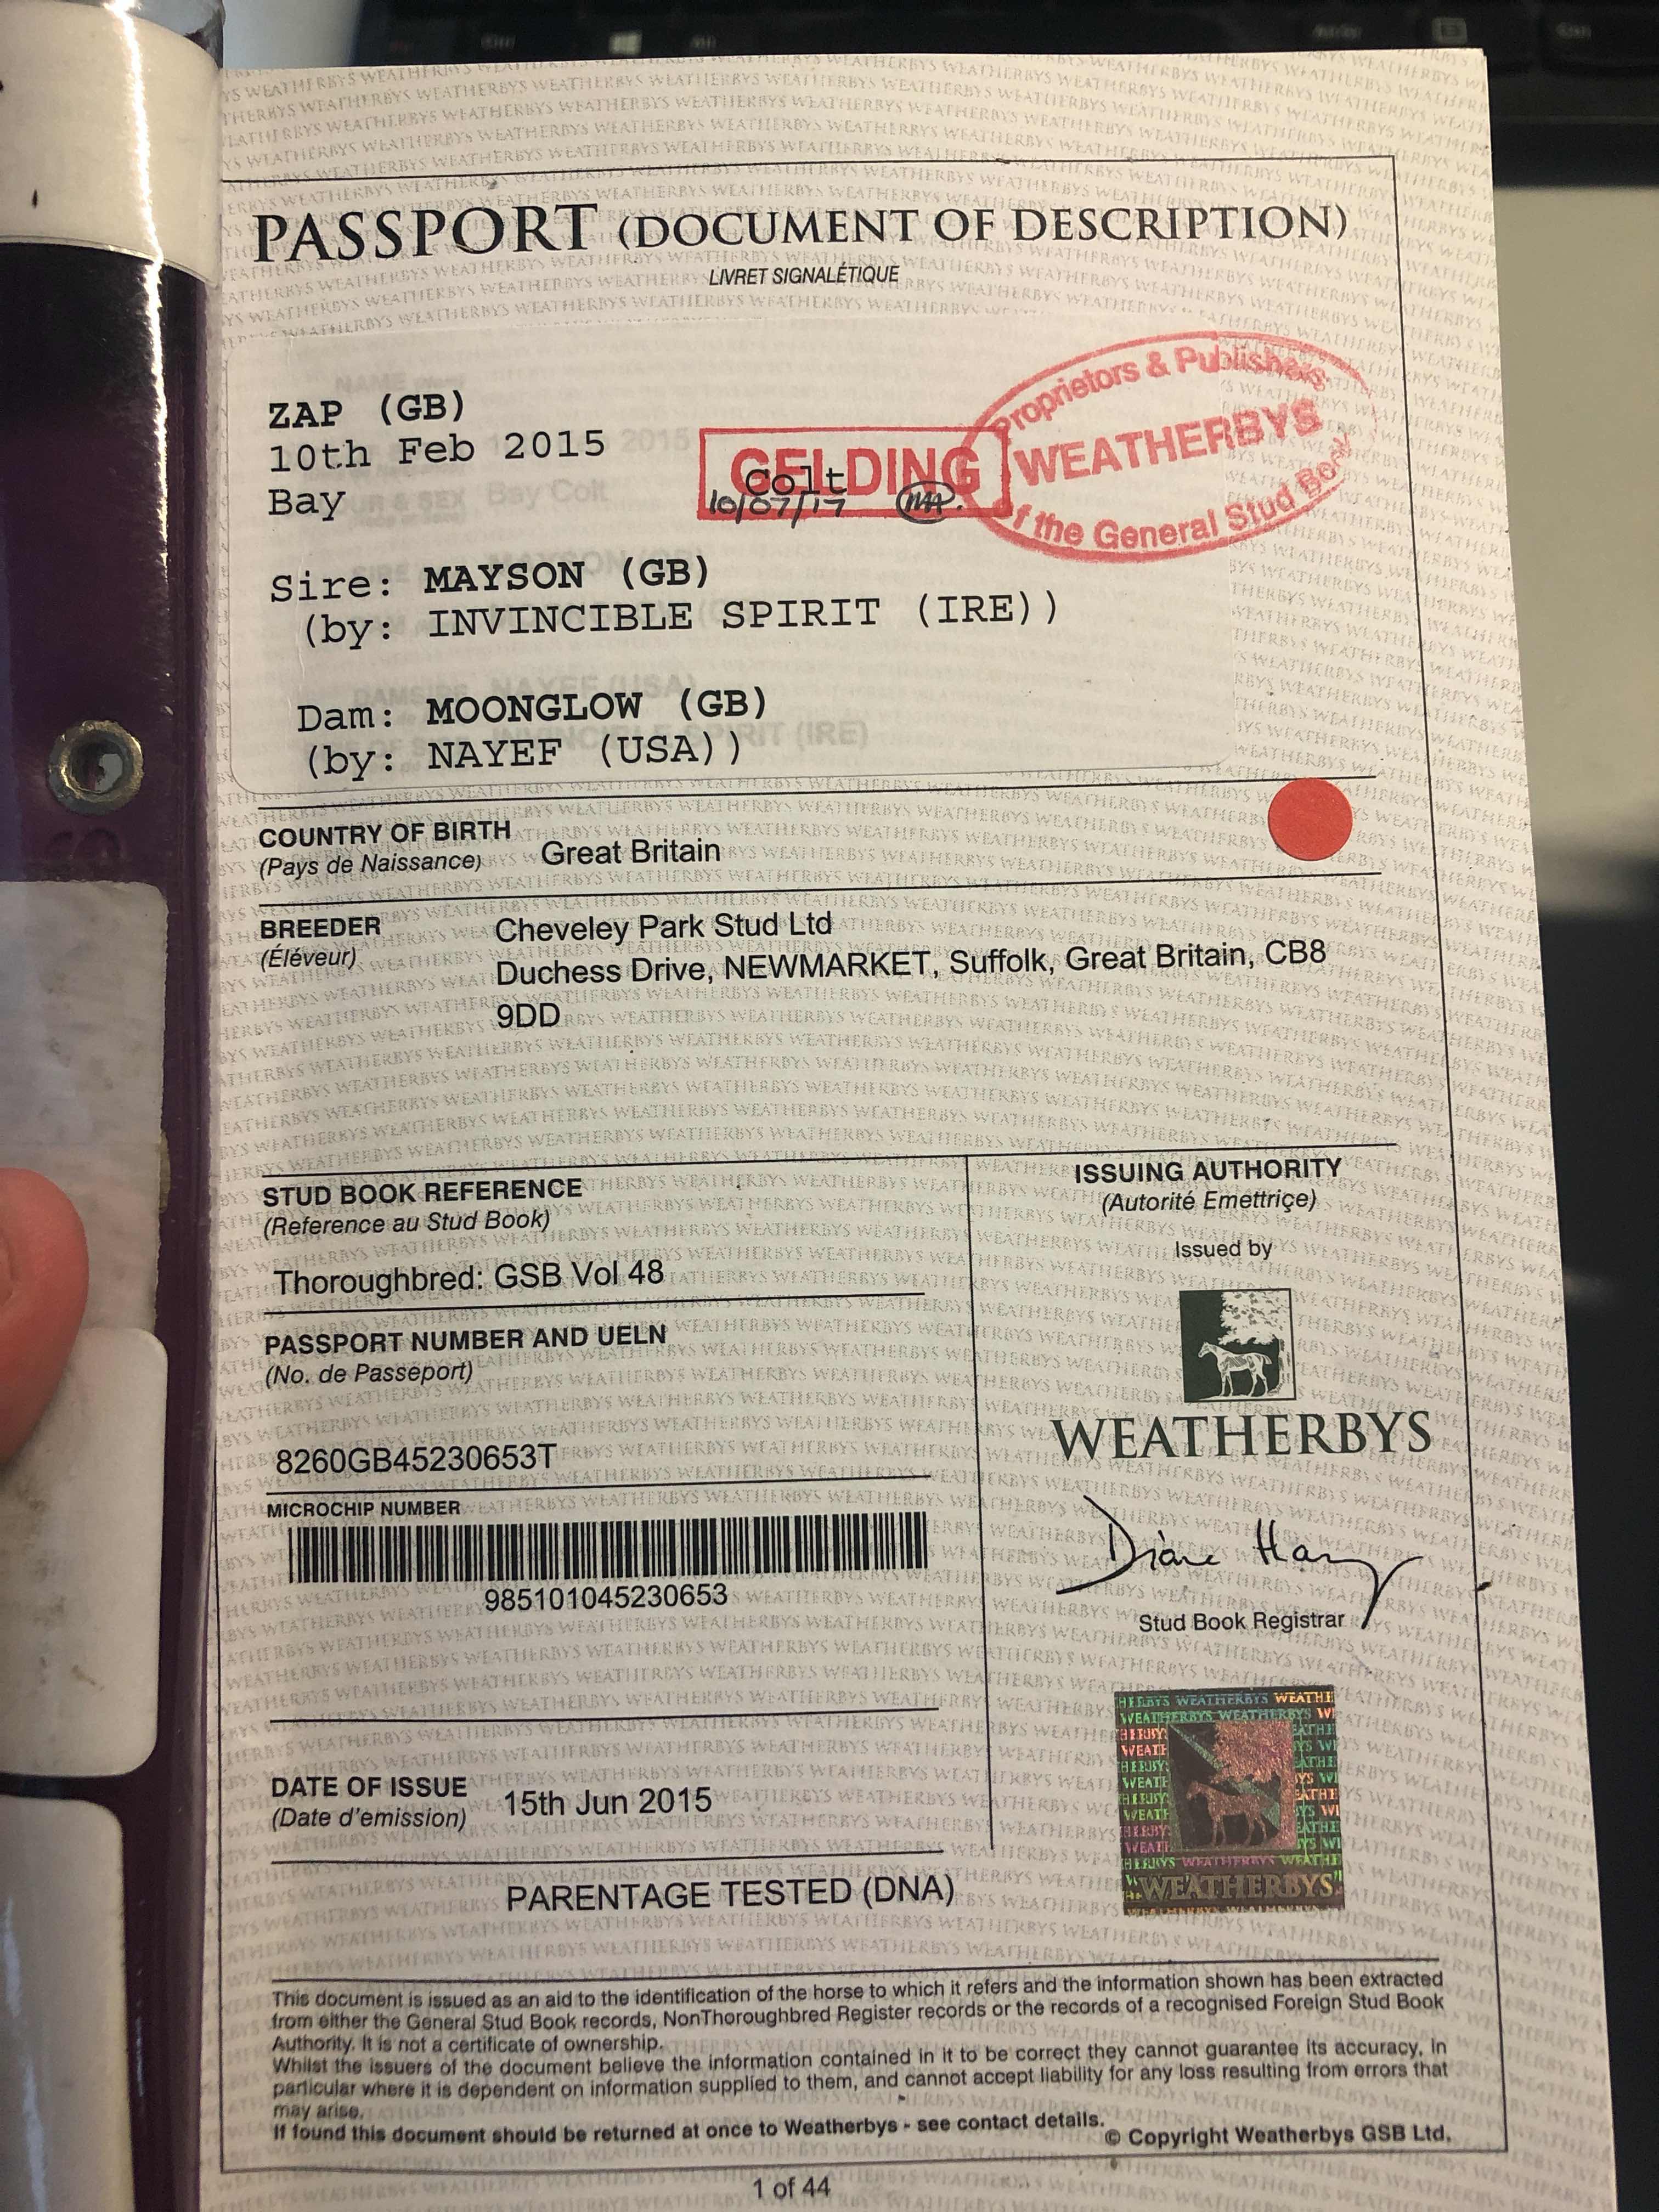 PASSPORT (DOCUMENT OF DESCRIPTION)
LIVRET SIGNALÉTIQUE
ZAP (GB)
10th Feb 2015
Bay
GELDING
Colt
10/07/17
Proprietors & Publishers
WEATHERBYS
of the General Stud Book
Sire: MAYSON (GB)
(by: INVINCIBLE SPIRIT (IRE))
Dam: MOONGLOW (GB)
(by: NAYEF (USA))
COUNTRY OF BIRTH
(Pays de Naissance)
Great Britain
BREEDER
(Éléveur)
Cheveley Park Stud Ltd
Duchess Drive, NEWMARKET, Suffolk, Great Britain, CB8
9DD
STUD BOOK REFERENCE
(Reference au Stud Book)
Thoroughbred: GSB Vol 48
PASSPORT NUMBER AND UELN
(No. de Passeport)
8260GB45230653T
MICROCHIP NUMBER
985101045230653
DATE OF ISSUE
(Date d'emission)
15th Jun 2015
PARENTAGE TESTED (DNA)
ISSUING AUTHORITY
(Autorité Emettriçe)
Issued by
WEATHERBYS
Stud Book Registrar
WEATHERBYS
This document is issued as an aid to the identification of the horse to which it refers and the information shown has been extracted
from either the General Stud Book records, NonThoroughbred Register records or the records of a recognised Foreign Stud Book
Authority. It is not a certificate of ownership.
Whilst the issuers of the document believe the information contained in it to be correct they cannot guarantee its accuracy, in
particular where it is dependent on information supplied to them, and cannot accept liability for any loss resulting from errors that
may arise.
If found this document should be returned at once to Weatherbys - see contact details.
© Copyright Weatherbys GSB Ltd.
1 of 44